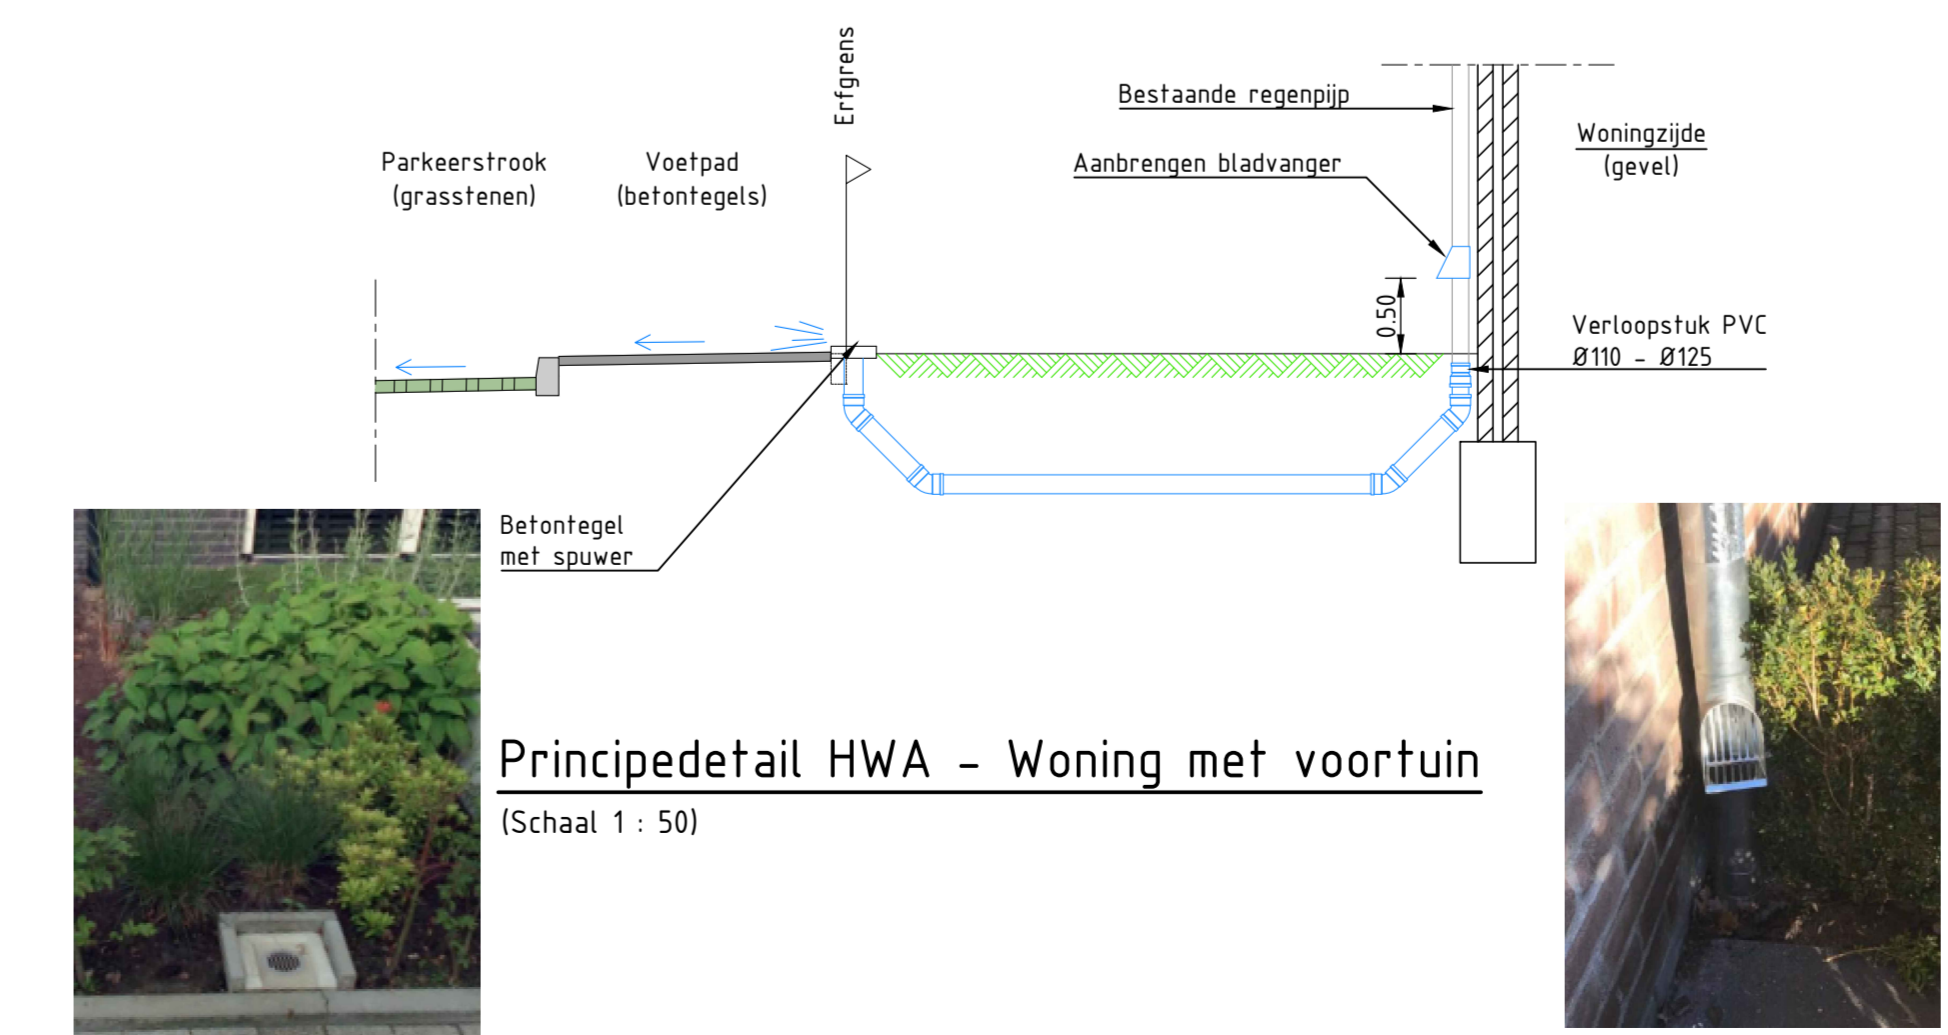 Erfgrens
Bestaande regenpijp
Woningzijde
(gevel)
Parkeerstrook
(grasstenen)
Voetpad
(betontegels)
Aanbrengen bladvanger
0.50
Verloopstuk PVC
Ø110 - Ø125
Betontegel
met spuwer
Principedetail HWA - Woning met voortuin
(Schaal 1 : 50)